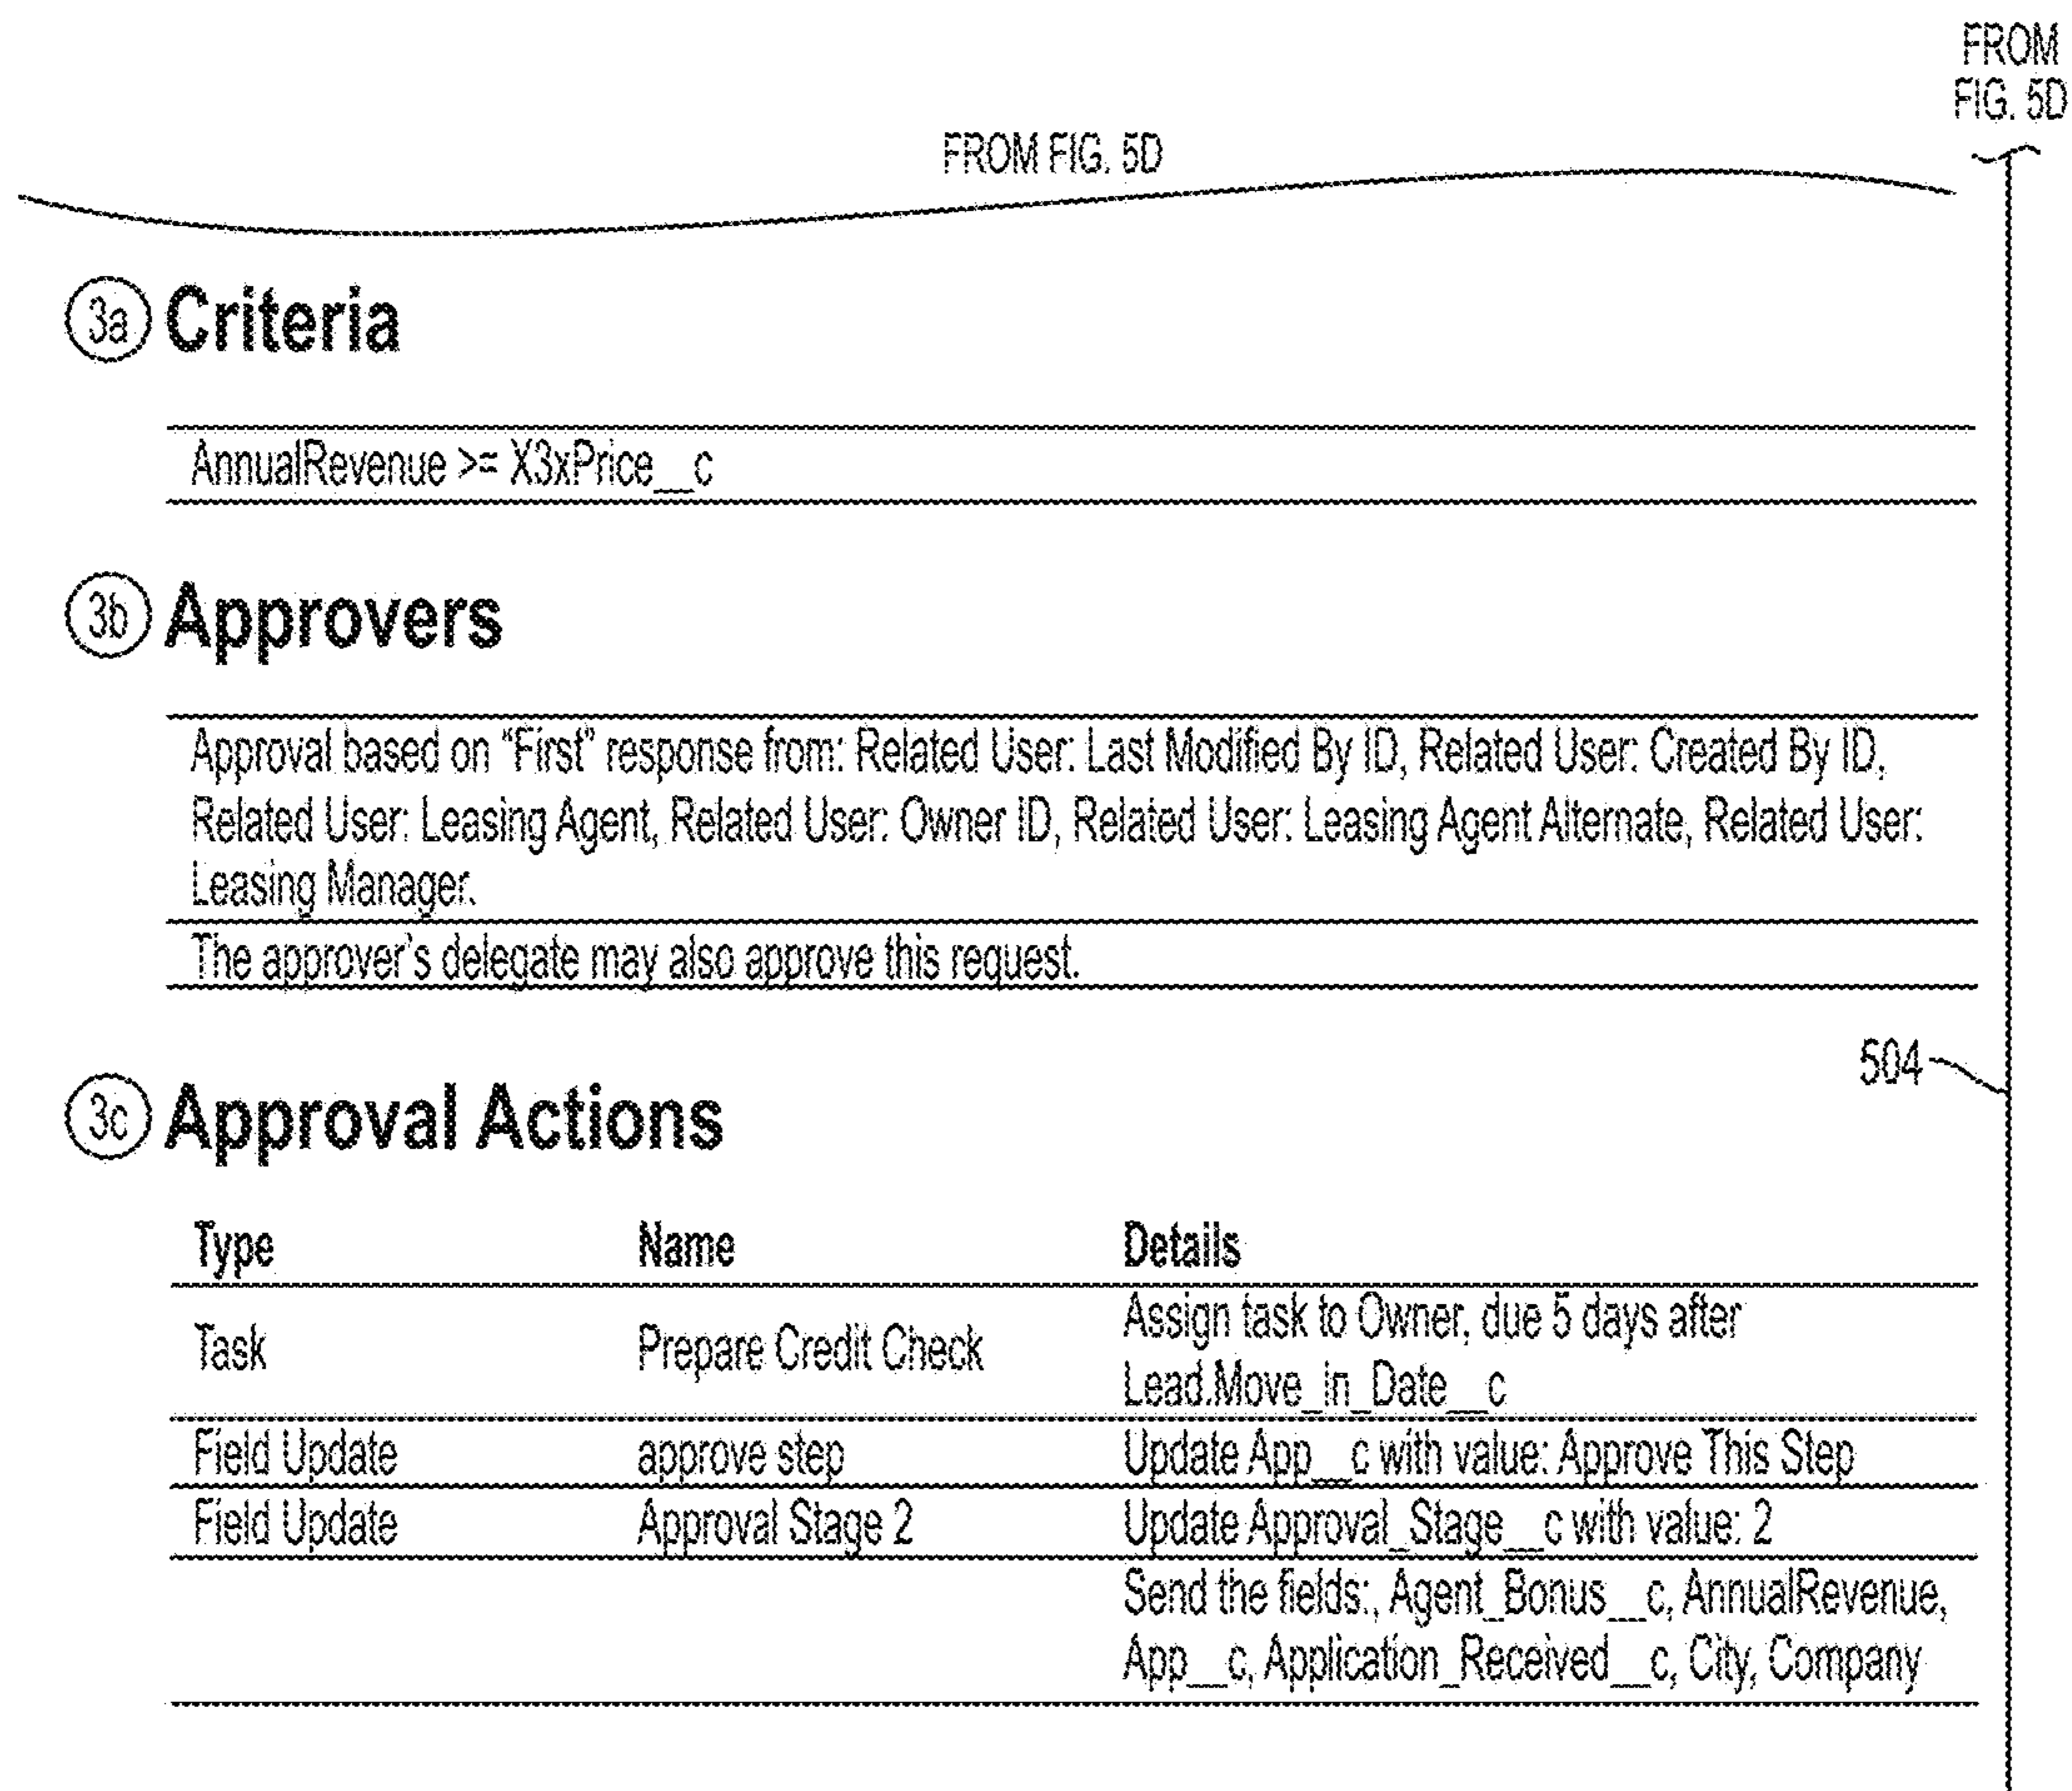 FROM
FIG. 5D
FROM FIG. 5D
3a Criteria
AnnualRevenue >= X3xPrice__c
3b Approvers
Approval based on “First” response from: Related User: Last Modified By ID, Related User: Created By ID,
Related User: Leasing Agent, Related User: Owner ID, Related User: Leasing Agent Alternate, Related User:
Leasing Manager.
The approver's delegate may also approve this request.
504
3c Approval Actions
Type Name Details
Task Prepare Credit Check Assign task to Owner, due 5 days after
Lead.Move_in_Date__c
Field Update approve step Update App__c with value: Approve This Step
Field Update Approval Stage 2 Update Approval_Stage__c with value: 2
Send the fields:, Agent_Bonus__c, AnnualRevenue,
App__c, Application_Received__c, City, Company